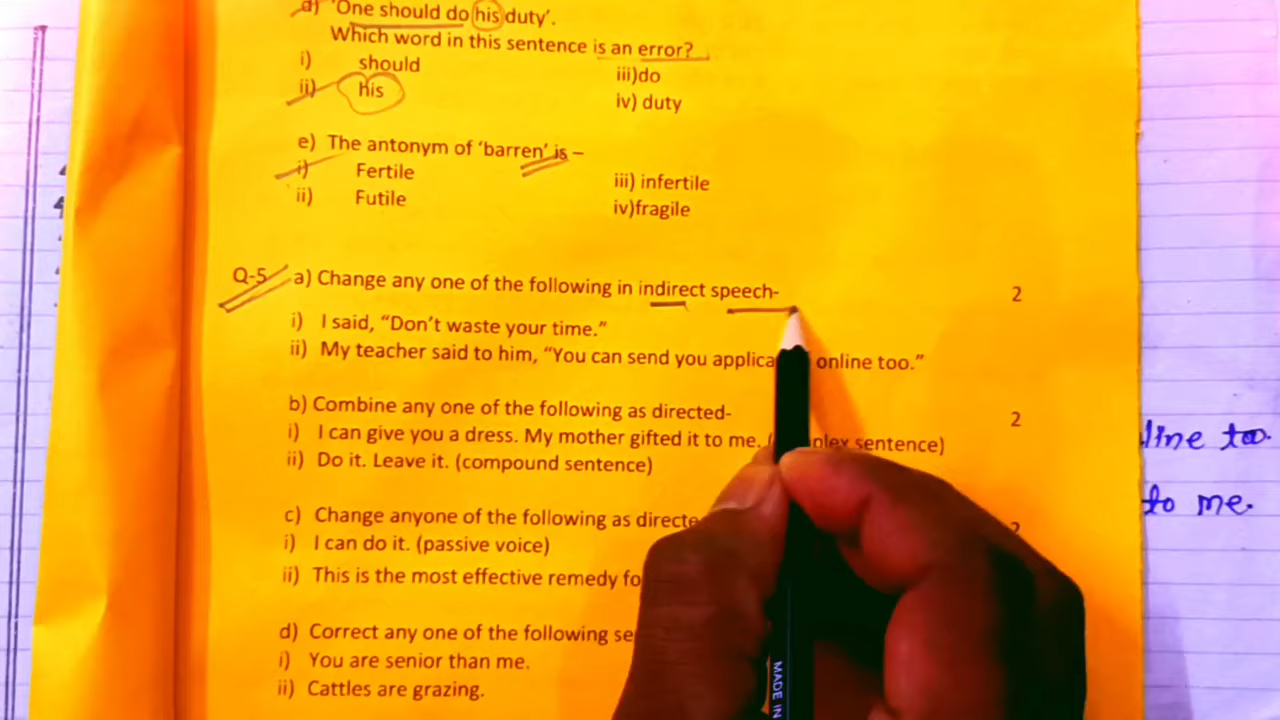 d) 'One should do his duty'.
Which word in this sentence is an error?
i) should iii)do
ii) His iv) duty
e) The antonym of 'barren' is –
i) Fertile iii) infertile
ii) Futile iv)fragile
Q-5 a) Change any one of the following in indirect speech- 2
i) I said, "Don't waste your time."
ii) My teacher said to him, "You can send you online too."
b) Combine any one of the following as directed- 2
i) I can give you a dress. My mother gifted it to me. sentence)
line too.
ii) Do it. Leave it. (compound sentence)
to me.
c) Change anyone of the following as 2
i) I can do it. (passive voice)
ii) This is the most effective remedy
d) Correct any one of the following
i) You are senior than me.
ii) Cattles are grazing.
MADE IN